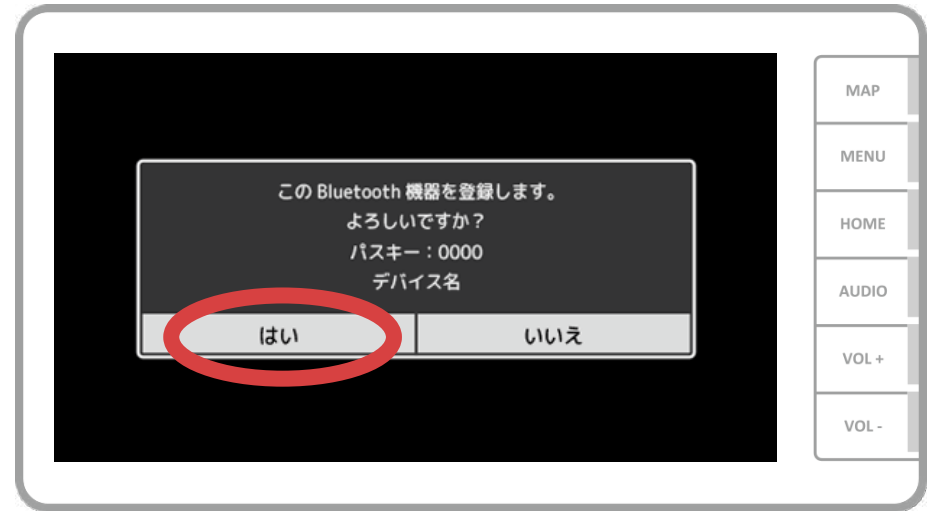 この Bluetooth 機器を登録します。
よろしいですか？
パスキー：0000
デバイス名
はい
いいえ
MAP
MENU
HOME
AUDIO
VOL +
VOL -